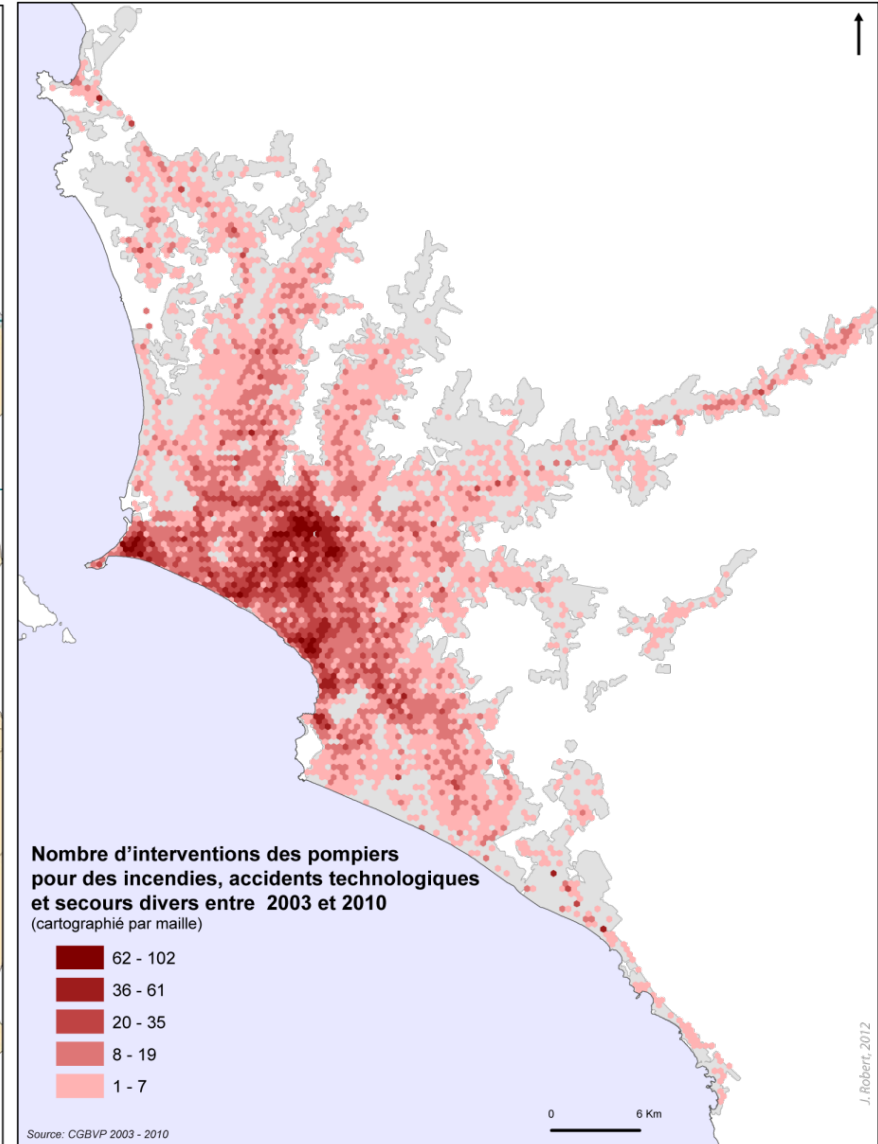 Nombre d'interventions des pompiers
pour des incendies, accidents technologiques
et secours divers entre 2003 et 2010
(cartographié par maille)
62 - 102
36 - 61
20 - 35
8 - 19
1 - 7
Source: CGBVP 2003 - 2010
0 6 Km
J. Robert, 2012